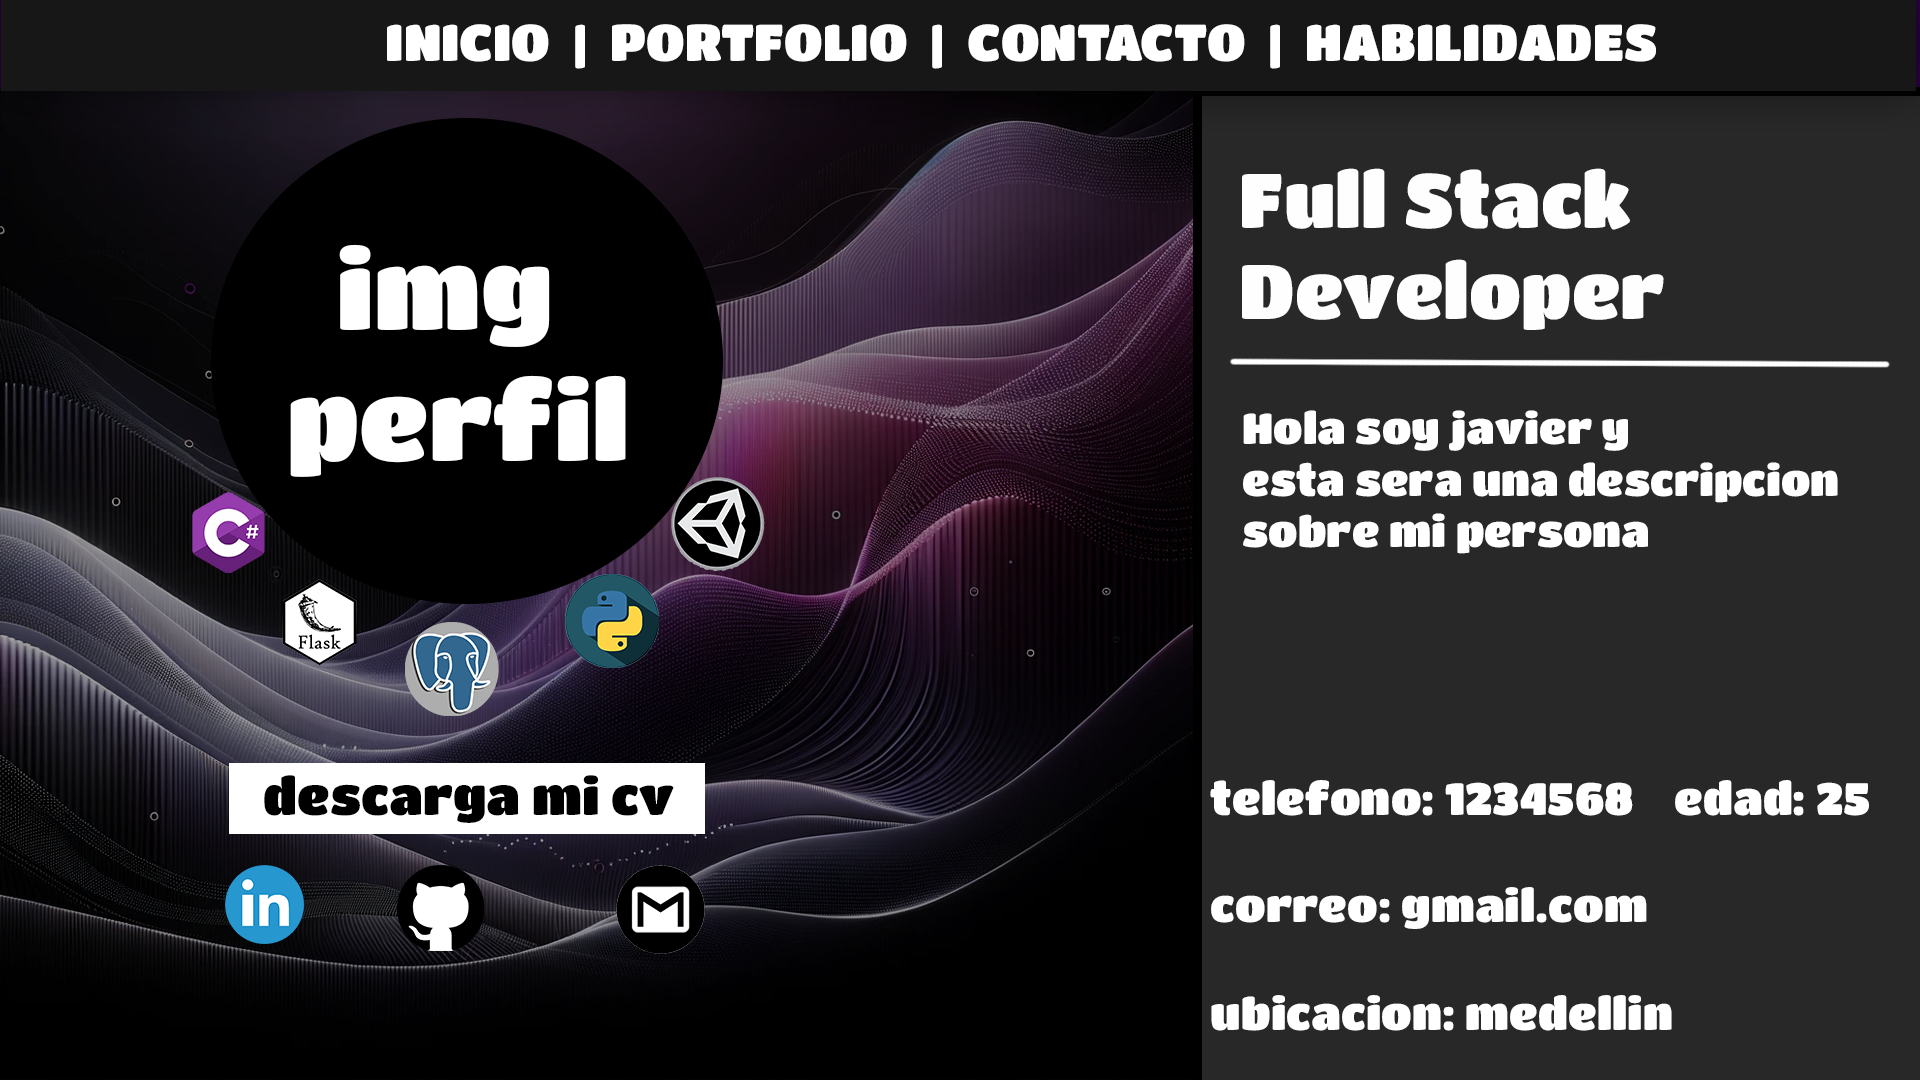 INICIO | PORTFOLIO | CONTACTO | HABILIDADES
img
perfil
C#
Flask
descarga mi cv
in
Full Stack
Developer
Hola soy javier y
esta sera una descripcion
sobre mi persona
telefono: 1234568 edad: 25
correo: gmail.com
ubicacion: medellin